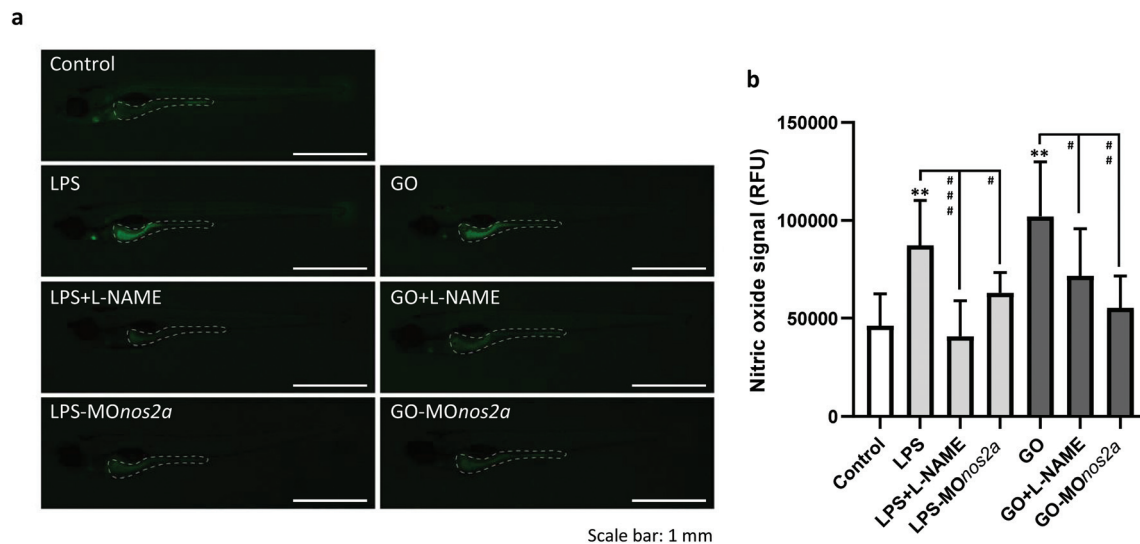 a
Control
LPS
GO
LPS+L-NAME
GO+L-NAME
LPS-MOnos2a
GO-MOnos2a
Scale bar: 1 mm
b
Nitric oxide signal (RFU)
150000
100000
50000
0
**
#
#
#
#
**
#
#
#
Control
LPS
LPS+L-NAME
LPS-MOnos2a
GO
GO+L-NAME
GO-MOnos2a